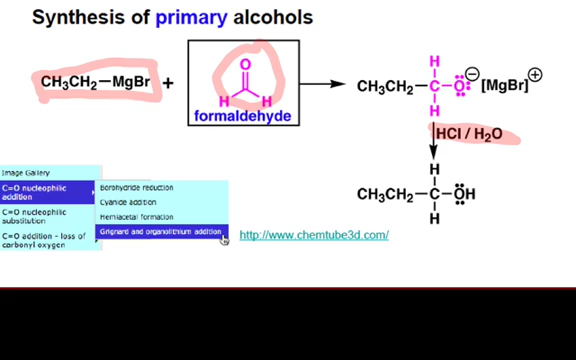 Synthesis of primary alcohols
CH3CH2—MgBr +
O
H H
formaldehyde
H
CH3CH2—C—O:⊖ [MgBr]⊕
H
HCl / H2O
H
CH3CH2—C—ÖH
H
Image Gallery
C=O nucleophilic
addition
C=O nucleophilic
substitution
C=O addition - loss of
carbonyl oxygen
Borohydride reduction
Cyanide addition
Hemiacetal formation
Grignard and organolithium addition
http://www.chemtube3d.com/